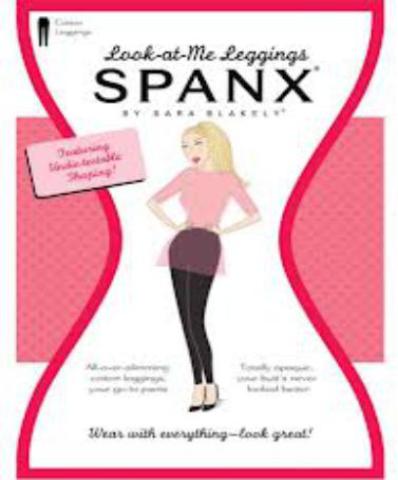 Cotton
Leggings
Look-at-Me Leggings
SPANX®
BY SARA BLAKELY®
Featuring
Undetectable
Shaping!
All-over-slimming
cotton leggings,
your go-to pants
Totally opaque,
your butt's never
looked better
Wear with everything—look great!